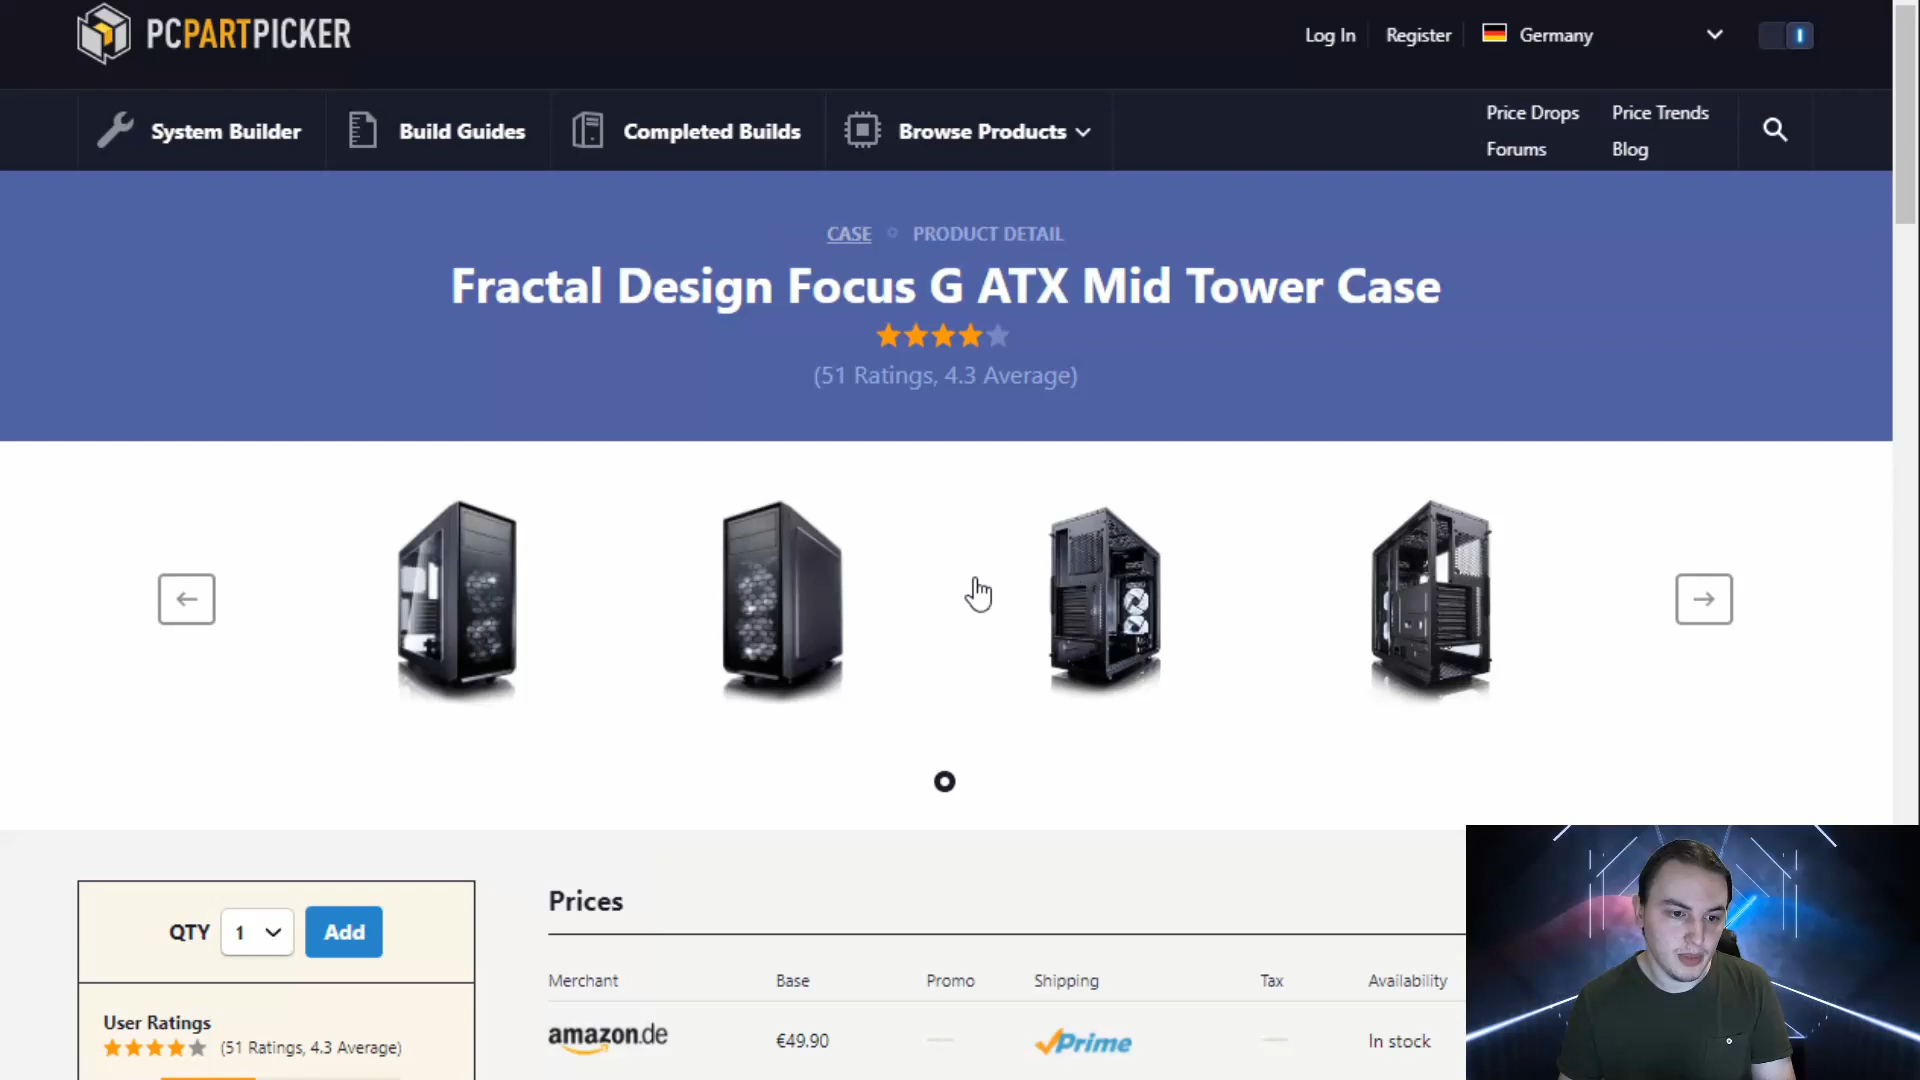 PCPARTPICKER
Log In
Register
Germany
System Builder
Build Guides
Completed Builds
Browse Products
Price Drops
Price Trends
Forums
Blog
CASE
PRODUCT DETAIL
Fractal Design Focus G ATX Mid Tower Case
(51 Ratings, 4.3 Average)
QTY
1
Add
User Ratings
(51 Ratings, 4.3 Average)
Prices
Merchant
Base
Promo
Shipping
Tax
Availability
amazon.de
€49.90
Prime
In stock